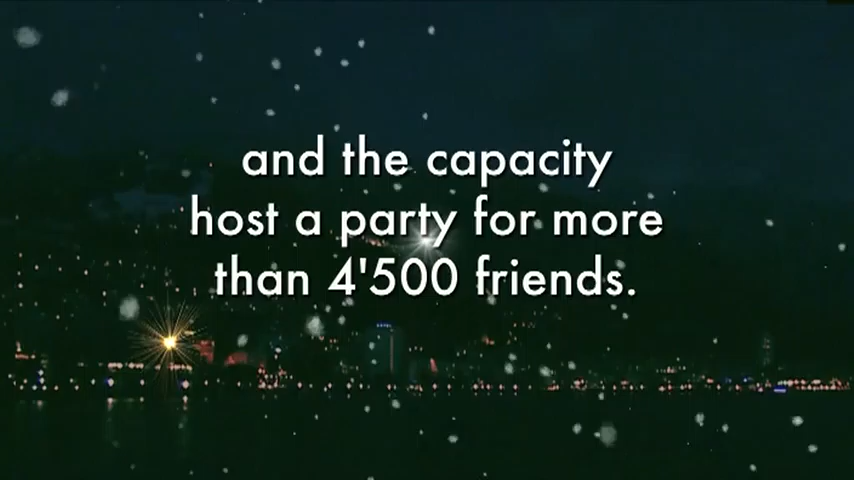 and the capacity
host a party for more
than 4'500 friends.